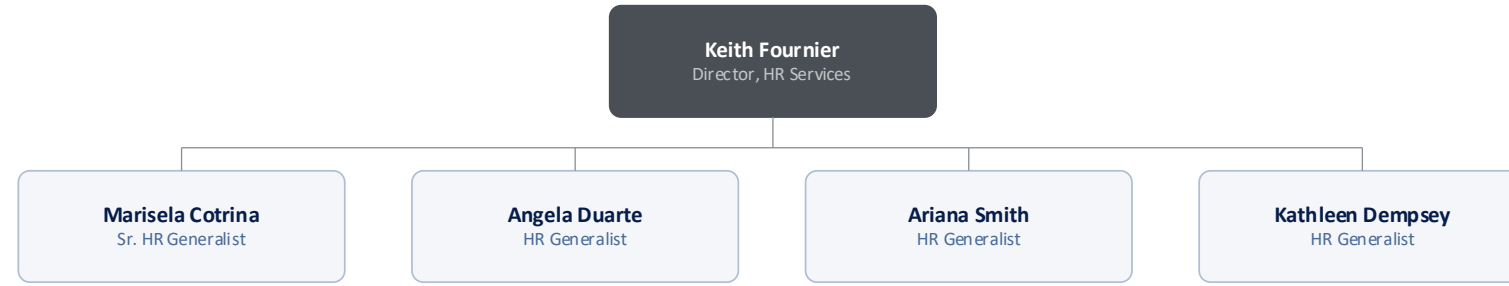 Keith Fournier
Director, HR Services
Marisela Cotrina
Sr. HR Generalist
Angela Duarte
HR Generalist
Ariana Smith
HR Generalist
Kathleen Dempsey
HR Generalist